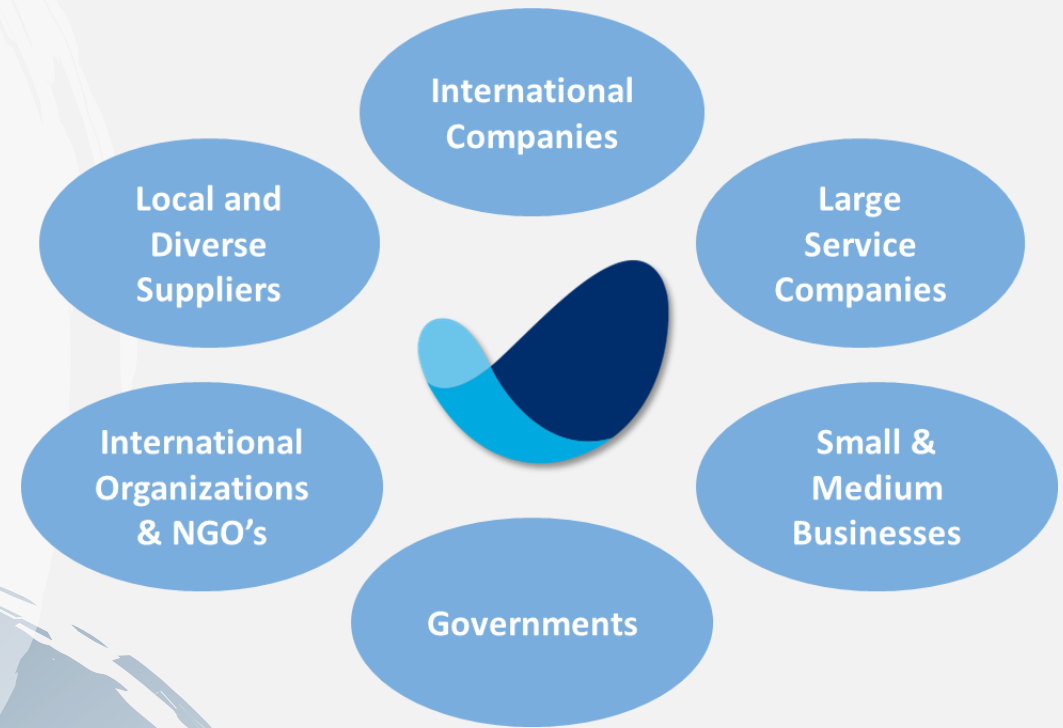 International
Companies
Local and
Diverse
Suppliers
Large
Service
Companies
International
Organizations
& NGO’s
Small &
Medium
Businesses
Governments